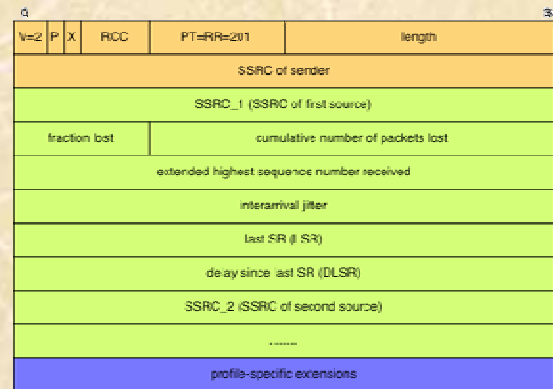 0
V=2 P X RCC PT=RR=201 length
SSRC of sender
SSRC_1 (SSRC of first source)
fraction lost cumulative number of packets lost
extended highest sequence number received
interarrival jitter
last SR (LSR)
delay since last SR (DLSR)
SSRC_2 (SSRC of second source)
.......
profile-specific extensions